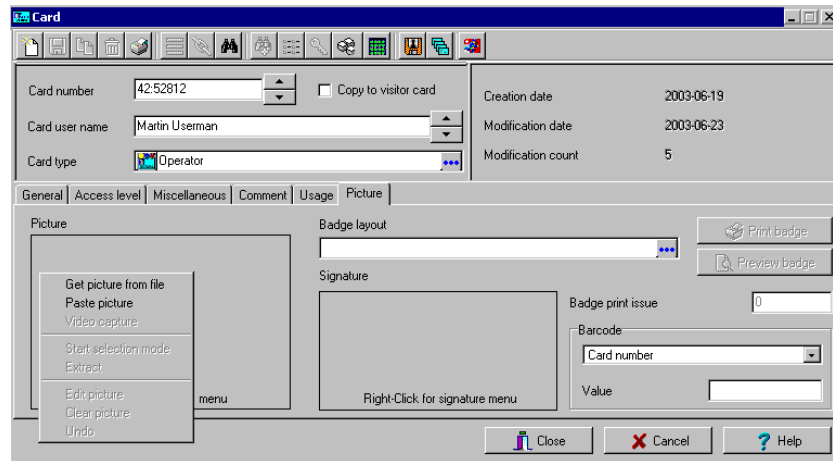 Card
Card number
42:52812
Copy to visitor card
Creation date
2003-06-19
Card user name
Martin Userman
Modification date
2003-06-23
Card type
Operator
Modification count
5
General
Access level
Miscellaneous
Comment
Usage
Picture
Picture
Badge layout
Print badge
Preview badge
Signature
Get picture from file
Paste picture
Video capture
Start selection mode
Extract
Edit picture
Clear picture
Undo
menu
Right-Click for signature menu
Badge print issue
0
Barcode
Card number
Value
Close
Cancel
Help